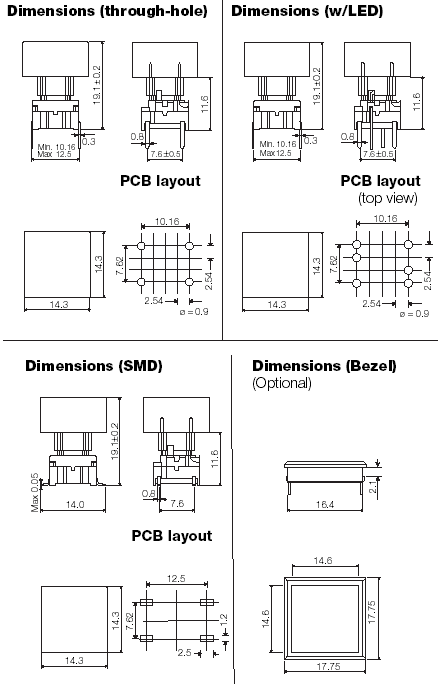 Dimensions (through-hole)
19.1±0.2
11.6
0.3
Min. 10.16
Max 12.5
0.8
7.6±0.5
PCB layout
14.3
14.3
10.16
7.62
2.54
2.54
ø = 0.9
Dimensions (w/LED)
19.1±0.2
11.6
0.3
Min. 10.16
Max 12.5
0.8
7.6±0.5
PCB layout
(top view)
14.3
14.3
10.16
7.62
2.54
2.54
ø = 0.9
Dimensions (SMD)
19.1±0.2
11.6
Max 0.05
14.0
0.8
7.6
PCB layout
14.3
14.3
12.5
7.62
1.2
2.5
Dimensions (Bezel)
(Optional)
2.1
16.4
14.6
14.6
17.75
17.75